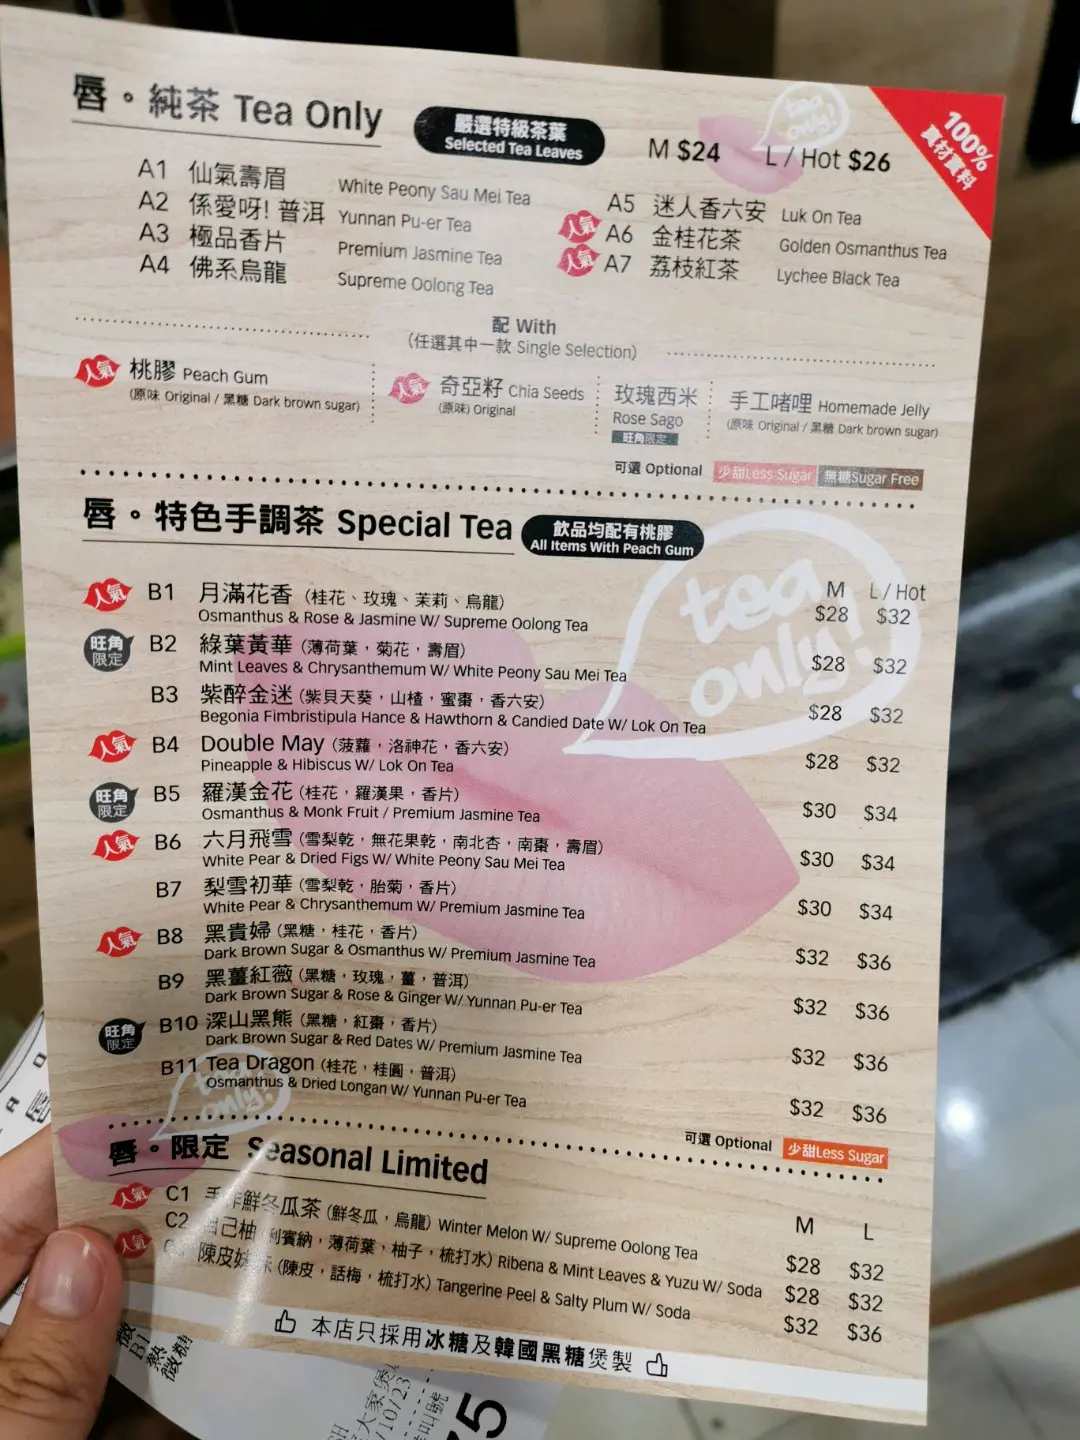 唇。純茶 Tea Only
嚴選特級茶葉
Selected Tea Leaves
M $24
L / Hot $26
tea only!
100%
真材實料
A1 仙氣壽眉 White Peony Sau Mei Tea
A2 係愛呀! 普洱 Yunnan Pu-er Tea
A3 極品香片 Premium Jasmine Tea
A4 佛系烏龍 Supreme Oolong Tea
A5 迷人香六安 Luk On Tea
人氣 A6 金桂花茶 Golden Osmanthus Tea
人氣 A7 荔枝紅茶 Lychee Black Tea
配 With
(任選其中一款 Single Selection)
人氣 桃膠 Peach Gum
(原味 Original / 黑糖 Dark brown sugar)
人氣 奇亞籽 Chia Seeds
(原味) Original
玫瑰西米
Rose Sago
旺角限定
手工啫哩 Homemade Jelly
(原味 Original / 黑糖 Dark brown sugar)
可選 Optional 少甜Less Sugar 無糖Sugar Free
唇。特色手調茶 Special Tea
飲品均配有桃膠
All Items With Peach Gum
tea only!
M L / Hot
人氣 B1 月滿花香 (桂花、玫瑰、茉莉、烏龍) $28 $32
Osmanthus & Rose & Jasmine W/ Supreme Oolong Tea
旺角限定 B2 綠葉黃華 (薄荷葉，菊花，壽眉) $28 $32
Mint Leaves & Chrysanthemum W/ White Peony Sau Mei Tea
B3 紫醉金迷 (紫貝天葵，山楂，蜜棗，香六安) $28 $32
Begonia Fimbristipula Hance & Hawthorn & Candied Date W/ Lok On Tea
人氣 B4 Double May (菠蘿，洛神花，香六安) $28 $32
Pineapple & Hibiscus W/ Lok On Tea
旺角限定 B5 羅漢金花 (桂花，羅漢果，香片) $30 $34
Osmanthus & Monk Fruit / Premium Jasmine Tea
人氣 B6 六月飛雪 (雪梨乾，無花果乾，南北杏，南棗，壽眉) $30 $34
White Pear & Dried Figs W/ White Peony Sau Mei Tea
B7 梨雪初華 (雪梨乾，胎菊，香片) $30 $34
White Pear & Chrysanthemum W/ Premium Jasmine Tea
人氣 B8 黑貴婦 (黑糖，桂花，香片) $32 $36
Dark Brown Sugar & Osmanthus W/ Premium Jasmine Tea
B9 黑薑紅薇 (黑糖，玫瑰，薑，普洱) $32 $36
Dark Brown Sugar & Rose & Ginger W/ Yunnan Pu-er Tea
旺角限定 B10 深山黑熊 (黑糖，紅棗，香片) $32 $36
Dark Brown Sugar & Red Dates W/ Premium Jasmine Tea
B11 Tea Dragon (桂花，桂圓，普洱) $32 $36
Osmanthus & Dried Longan W/ Yunnan Pu-er Tea
tea only!
可選 Optional 少甜Less Sugar
唇。限定 Seasonal Limited
M L
人氣 C1 手作鮮冬瓜茶 (鮮冬瓜，烏龍) Winter Melon W/ Supreme Oolong Tea $28 $32
C2 己柚 利賓納，薄荷葉，柚子，梳打水) Ribena & Mint Leaves & Yuzu W/ Soda $28 $32
人氣 陳皮 (陳皮，話梅，梳打水) Tangerine Peel & Salty Plum W/ Soda $32 $36
本店只採用冰糖及韓國黑糖煲製
B1
熱
微糖
大家煲
/10/23
叫號